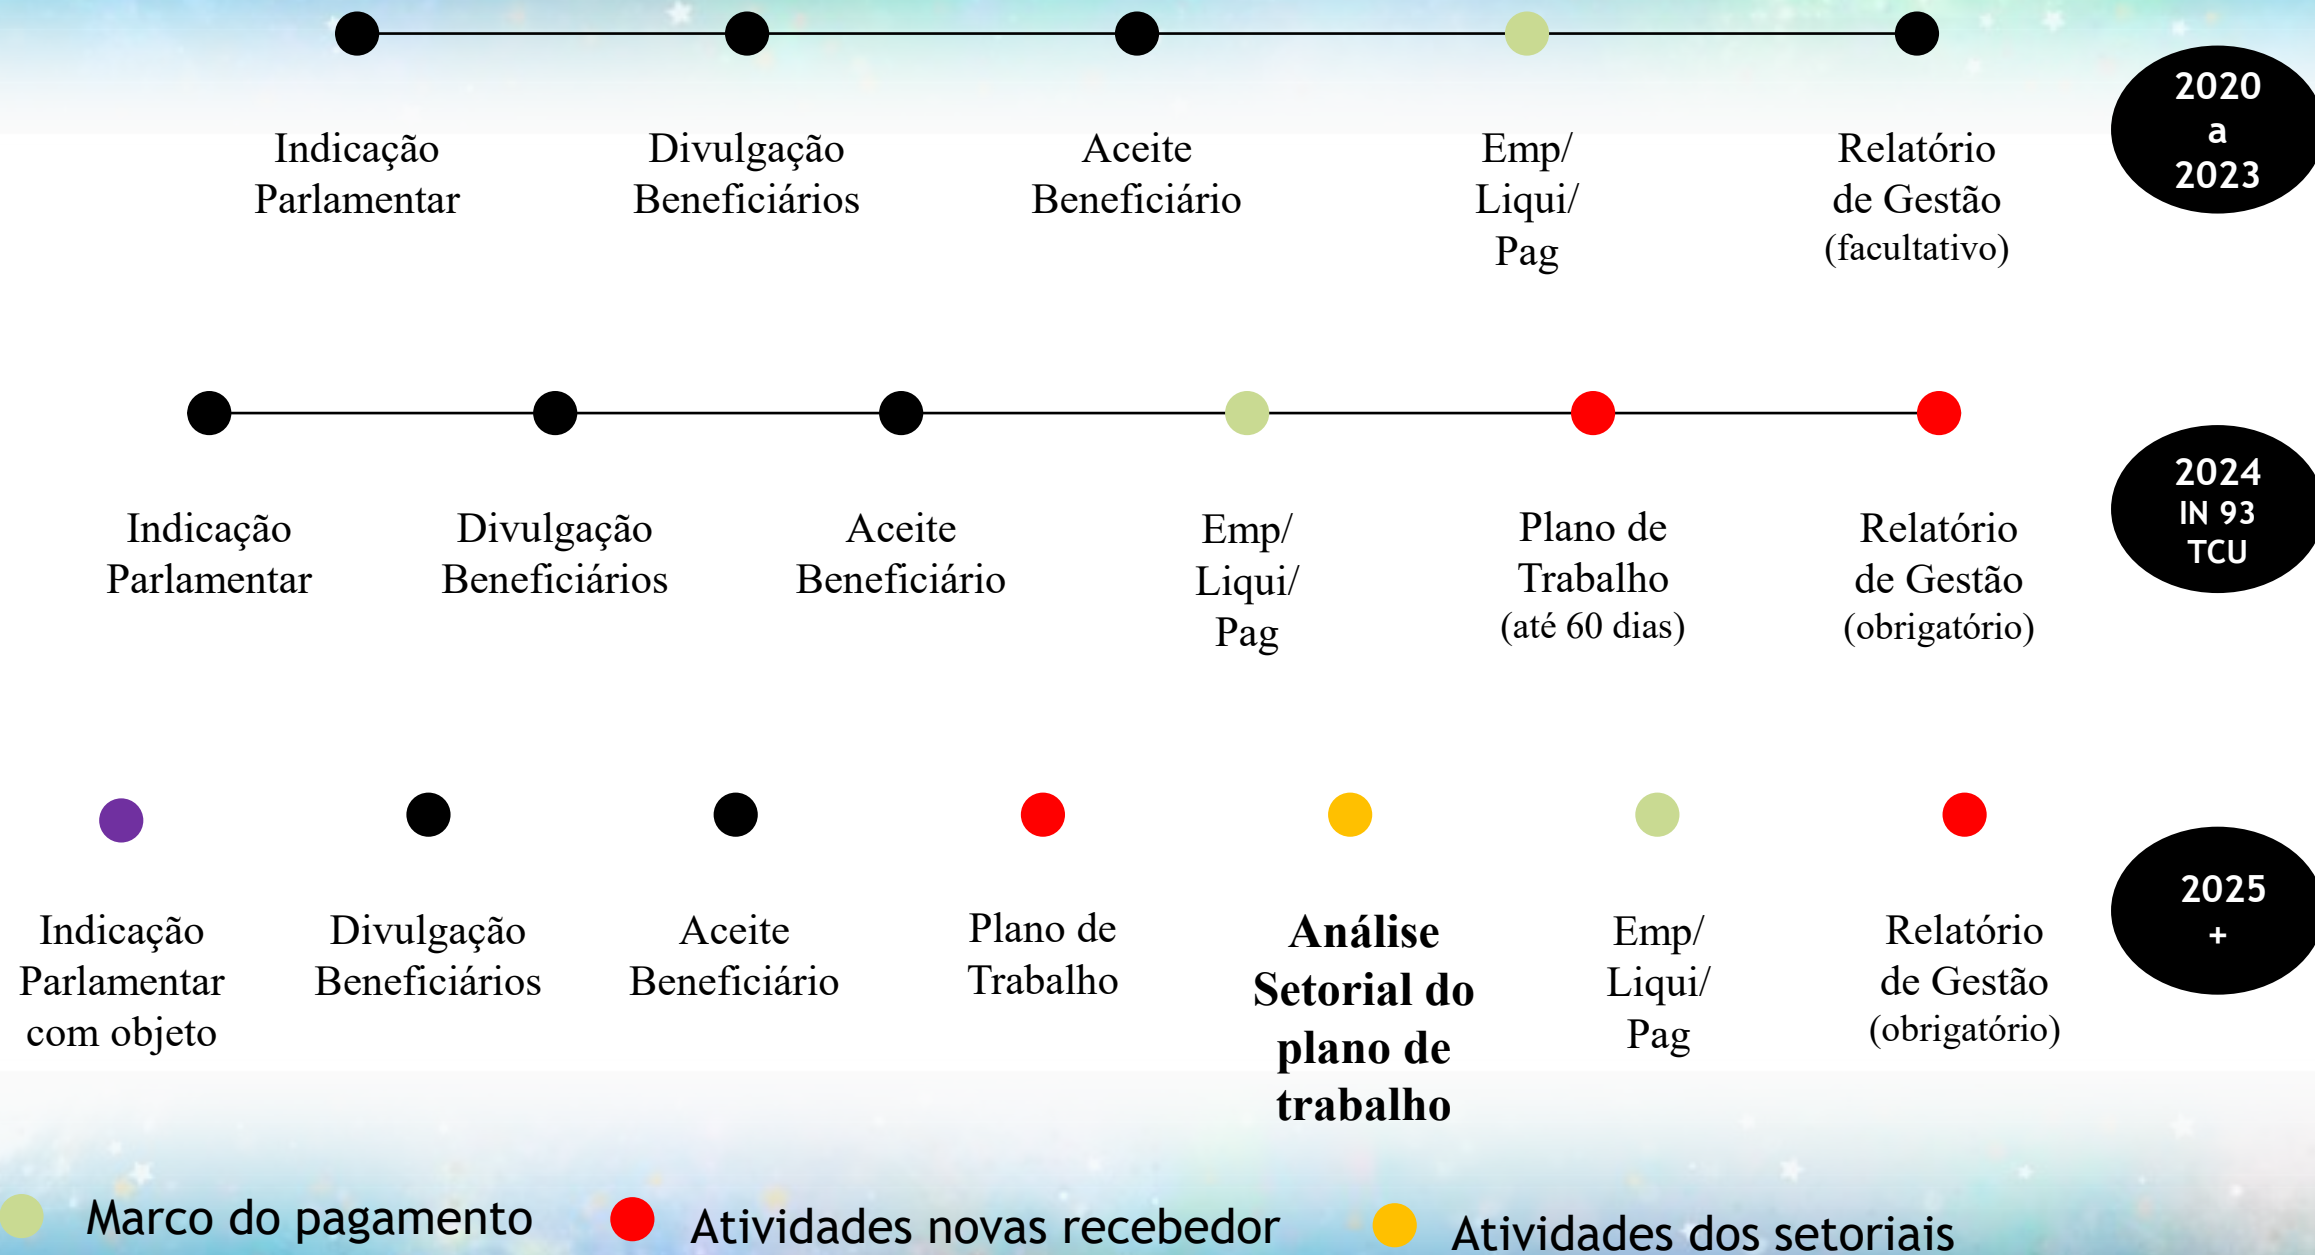 Indicação
Parlamentar
Divulgação
Beneficiários
Aceite
Beneficiário
Emp/
Liqui/
Pag
Relatório
de Gestão
(facultativo)
2020
a
2023
Indicação
Parlamentar
Divulgação
Beneficiários
Aceite
Beneficiário
Emp/
Liqui/
Pag
Plano de
Trabalho
(até 60 dias)
Relatório
de Gestão
(obrigatório)
2024
IN 93
TCU
Indicação
Parlamentar
com objeto
Divulgação
Beneficiários
Aceite
Beneficiário
Plano de
Trabalho
Análise
Setorial do
plano de
trabalho
Emp/
Liqui/
Pag
Relatório
de Gestão
(obrigatório)
2025
+
Marco do pagamento
Atividades novas recebedor
Atividades dos setoriais